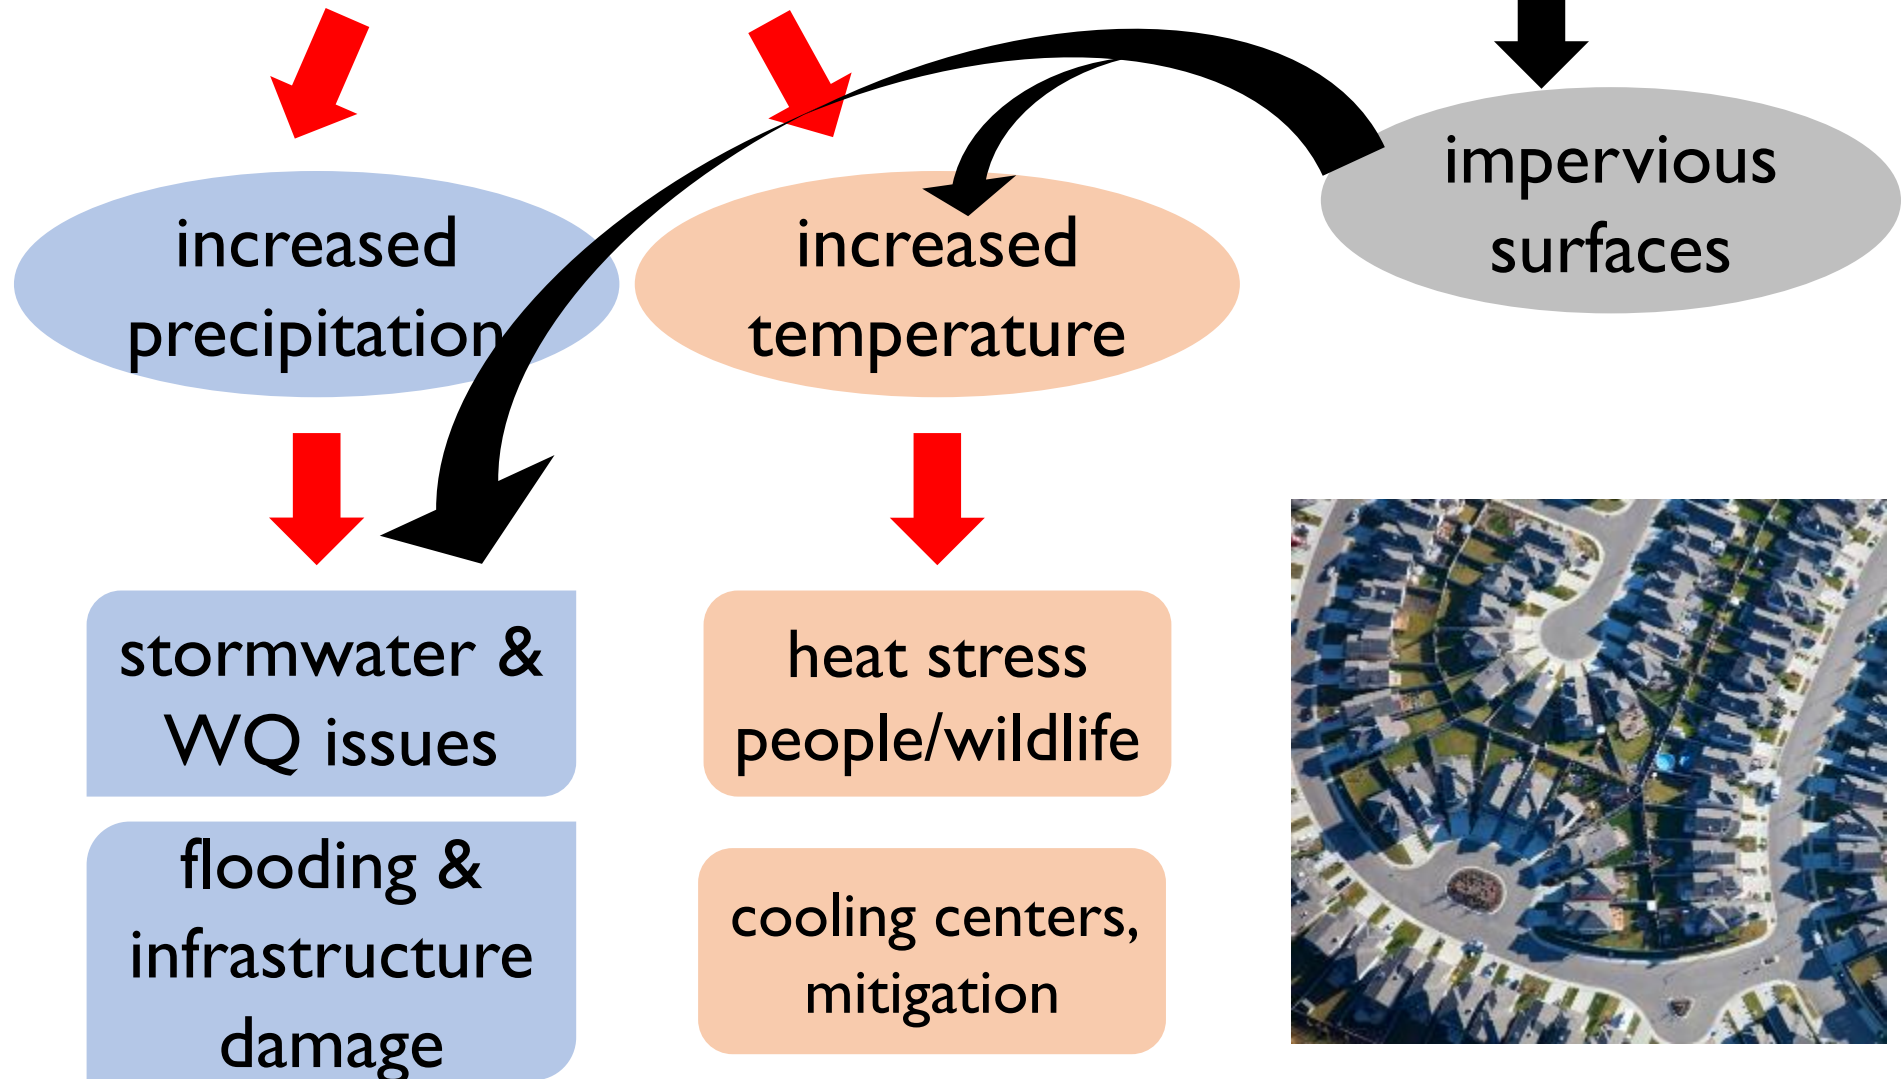 increased
precipitation
increased
temperature
impervious
surfaces
stormwater &
WQ issues
heat stress
people/wildlife
flooding &
infrastructure
damage
cooling centers,
mitigation